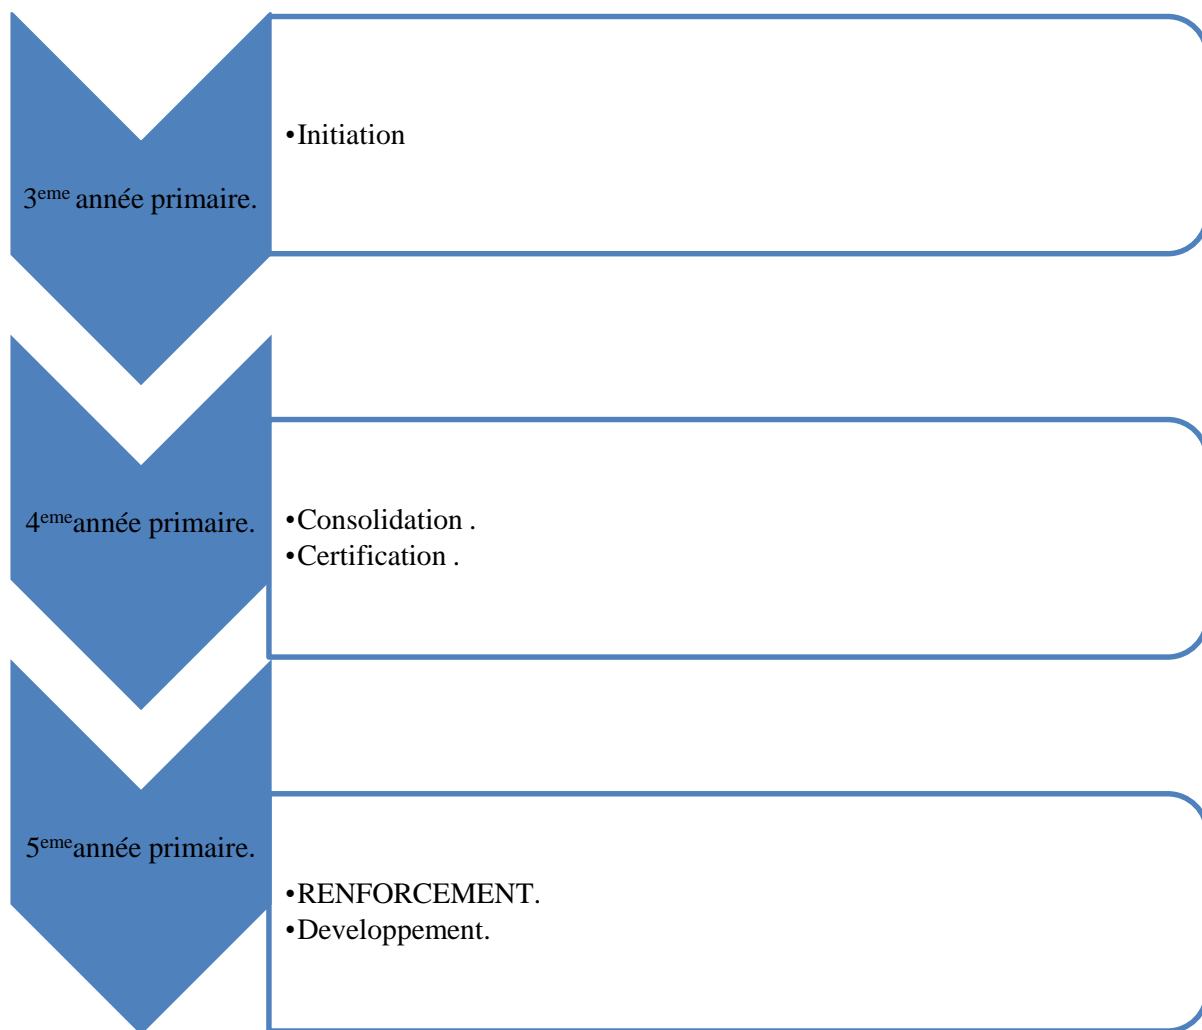 3eme année primaire.
•Initiation
4emeannée primaire.
•Consolidation .
•Certification .
5emeannée primaire.
•RENFORCEMENT.
•Developpement.